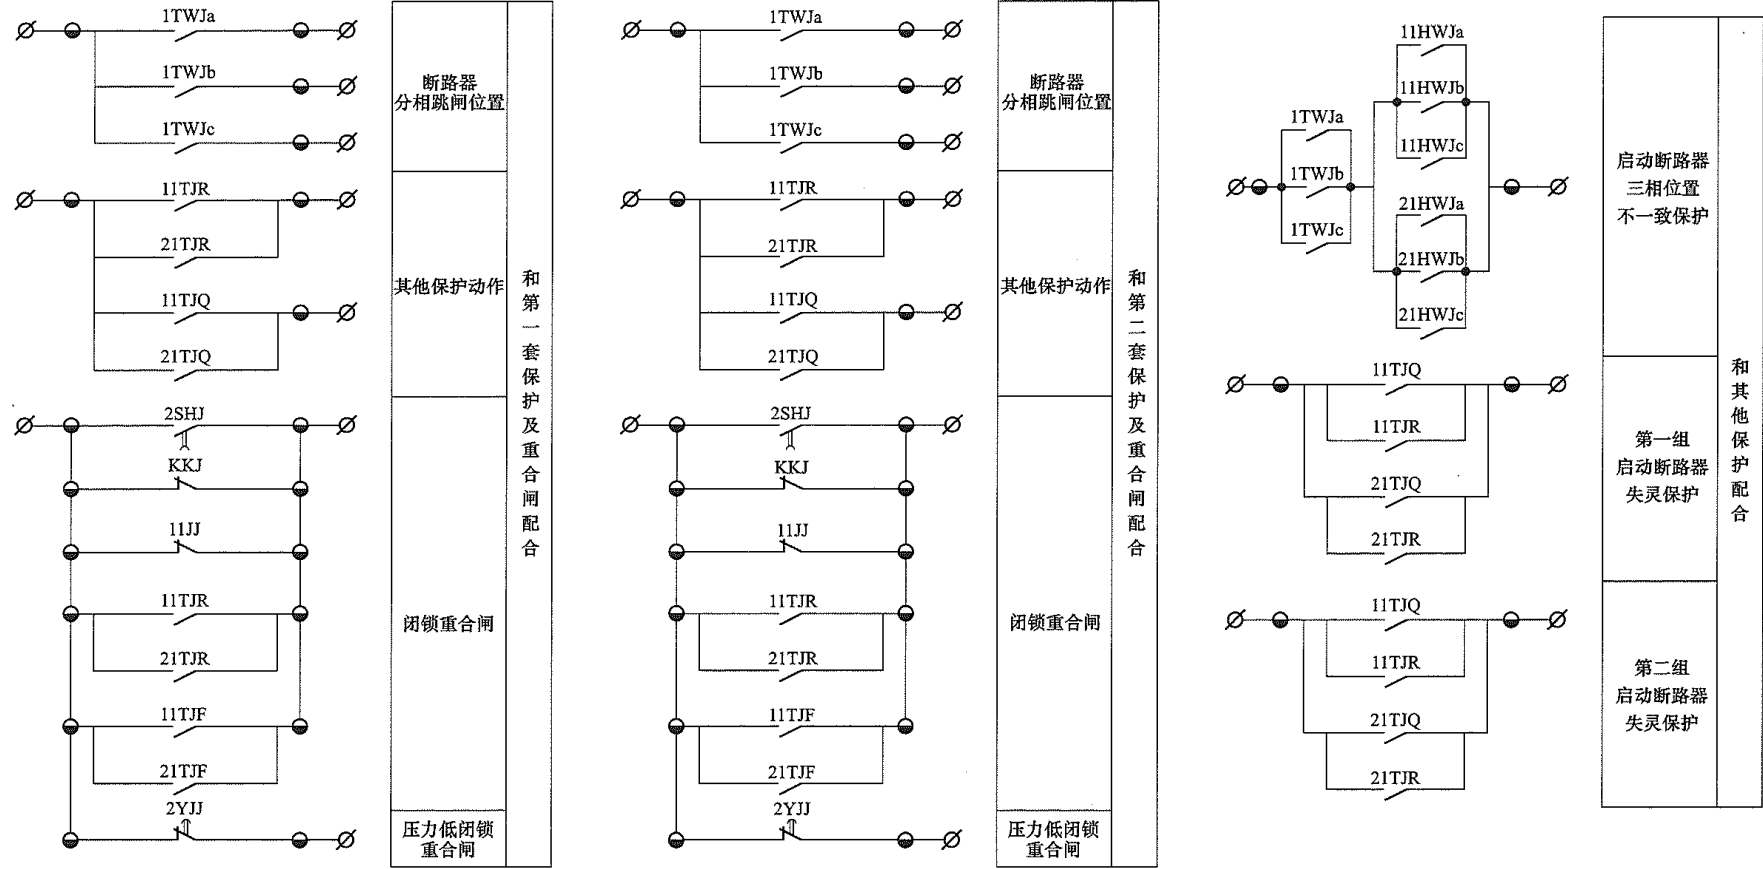 1TWJa
1TWJb
1TWJc
断路器
分相跳闸位置
11TJR
21TJR
11TJQ
21TJQ
其他保护动作
2SHJ
KKJ
11JJ
11TJR
21TJR
11TJF
21TJF
闭锁重合闸
2YJJ
压力低闭锁
重合闸
和第一套保护及重合闸配合
1TWJa
1TWJb
1TWJc
断路器
分相跳闸位置
11TJR
21TJR
11TJQ
21TJQ
其他保护动作
2SHJ
KKJ
11JJ
11TJR
21TJR
11TJF
21TJF
闭锁重合闸
2YJJ
压力低闭锁
重合闸
和第二套保护及重合闸配合
1TWJa
1TWJb
1TWJc
11HWJa
11HWJb
11HWJc
21HWJa
21HWJb
21HWJc
启动断路器
三相位置
不一致保护
11TJQ
11TJR
21TJQ
21TJR
第一组
启动断路器
失灵保护
11TJQ
11TJR
21TJQ
21TJR
第二组
启动断路器
失灵保护
和其他保护配合